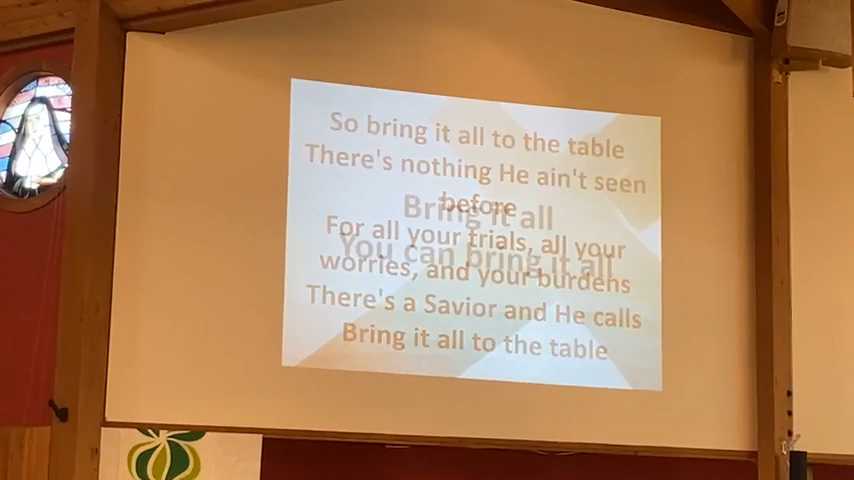 So bring it all to the table
There's nothing He ain't seen
before
Bring it all
For all your trials, all your
You can bring it all
worries, and your burdens
There's a Savior and He calls
Bring it all to the table